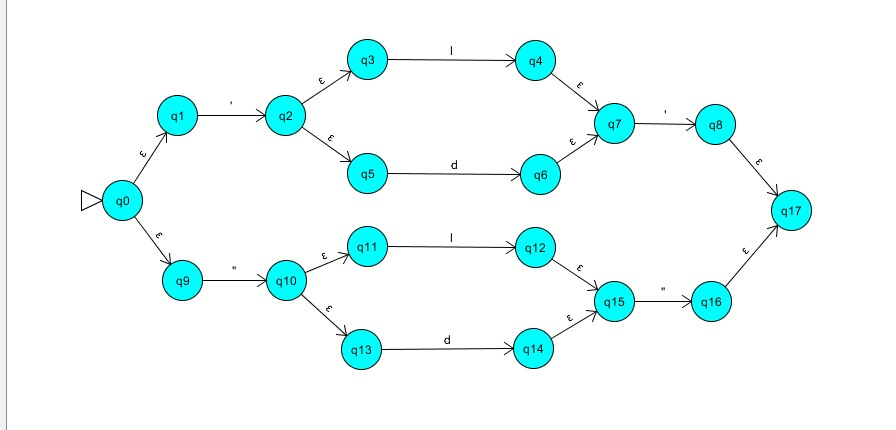 q3 l q4
ε ε
q1 ' q2 q7 ' q8
ε ε ε ε
q5 d q6
q0 q17
ε q11 l q12 ε
q9 " q10 ε ε q15 " q16
ε ε
q13 d q14